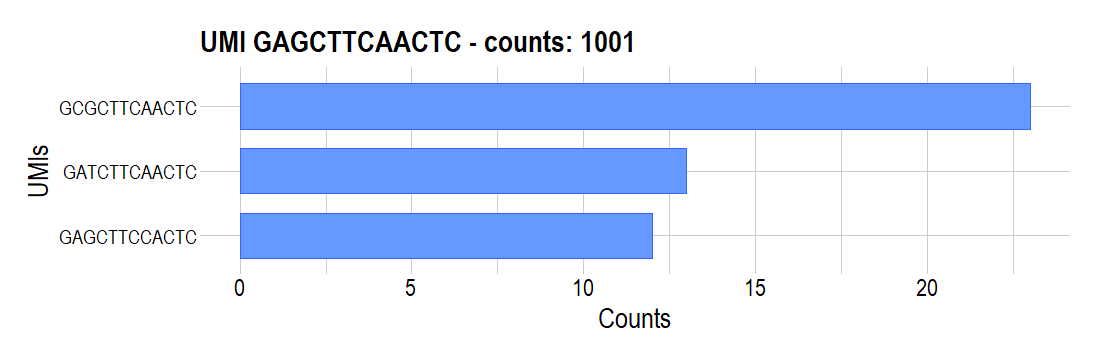 UMI GAGCTTCAACTC - counts: 1001
UMIs
GCGCTTCAACTC
GATCTTCAACTC
GAGCTTCCACTC
0 5 10 15 20
Counts